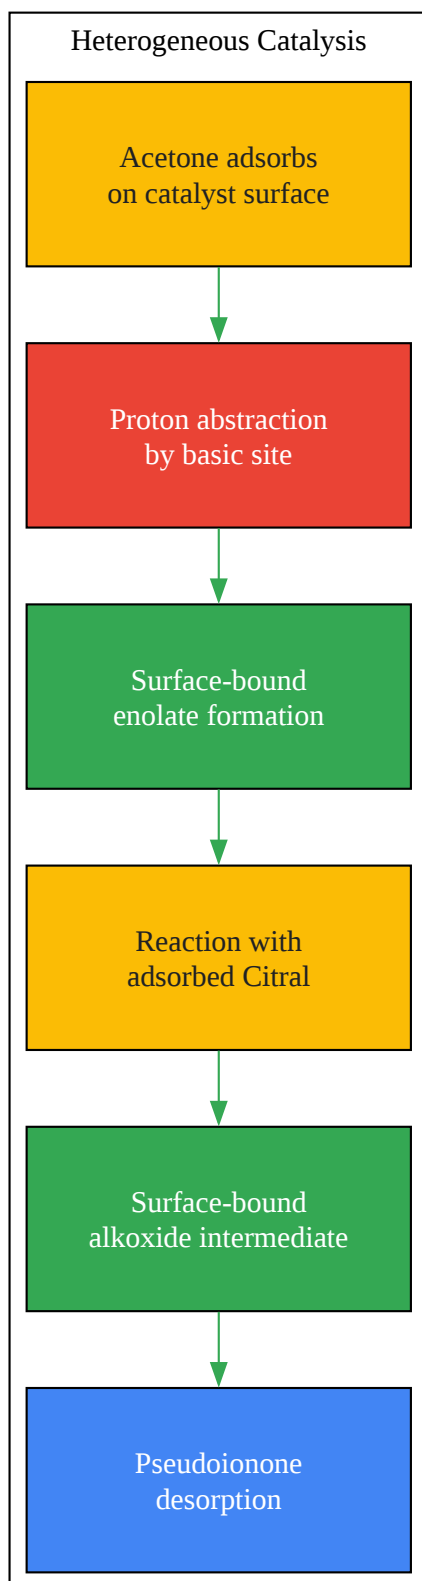 Heterogeneous Catalysis
Acetone adsorbs
on catalyst surface
Proton abstraction
by basic site
Surface-bound
enolate formation
Reaction with
adsorbed Citral
Surface-bound
alkoxide intermediate
Pseudoionone
desorption